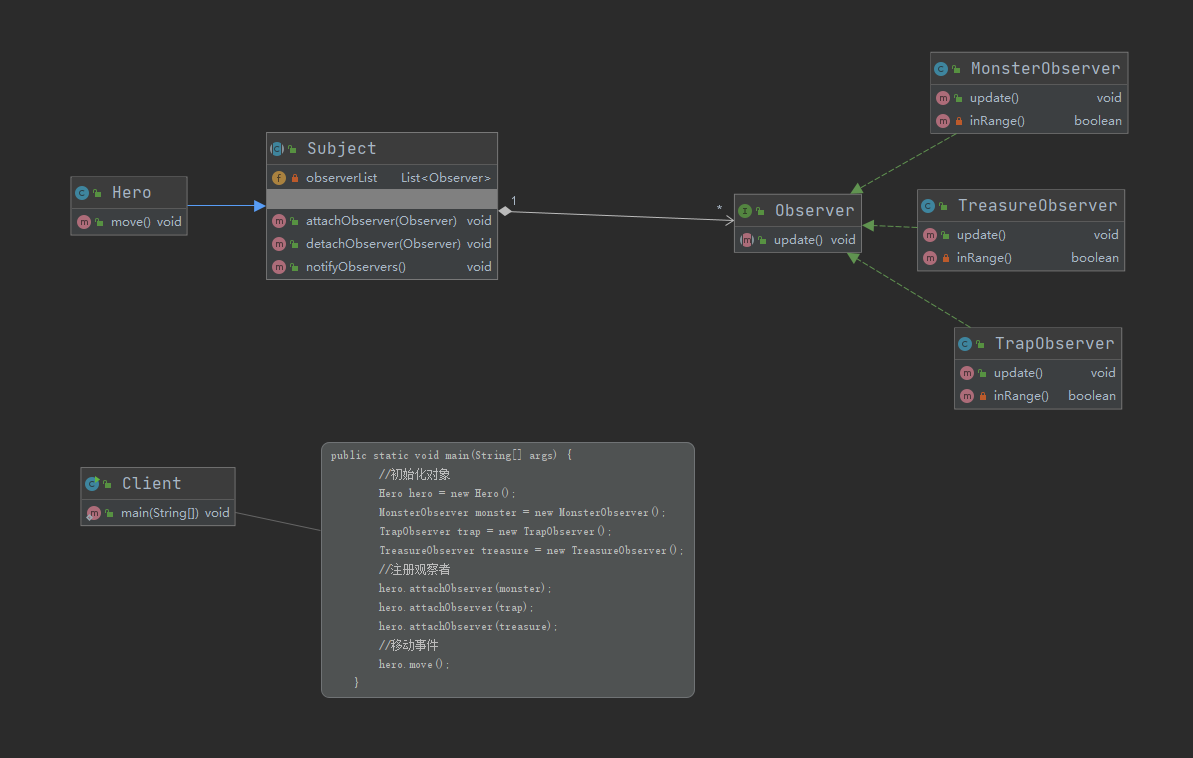 MonsterObserver
update() void
inRange() boolean
Subject
observerList List<Observer>
attachObserver(Observer) void
detachObserver(Observer) void
notifyObservers() void
Hero
move() void
1
*
Observer
update() void
TreasureObserver
update() void
inRange() boolean
TrapObserver
update() void
inRange() boolean
Client
main(String[]) void
public static void main(String[] args) {
//初始化对象
Hero hero = new Hero();
MonsterObserver monster = new MonsterObserver();
TrapObserver trap = new TrapObserver();
TreasureObserver treasure = new TreasureObserver();
//注册观察者
hero.attachObserver(monster);
hero.attachObserver(trap);
hero.attachObserver(treasure);
//移动事件
hero.move();
}